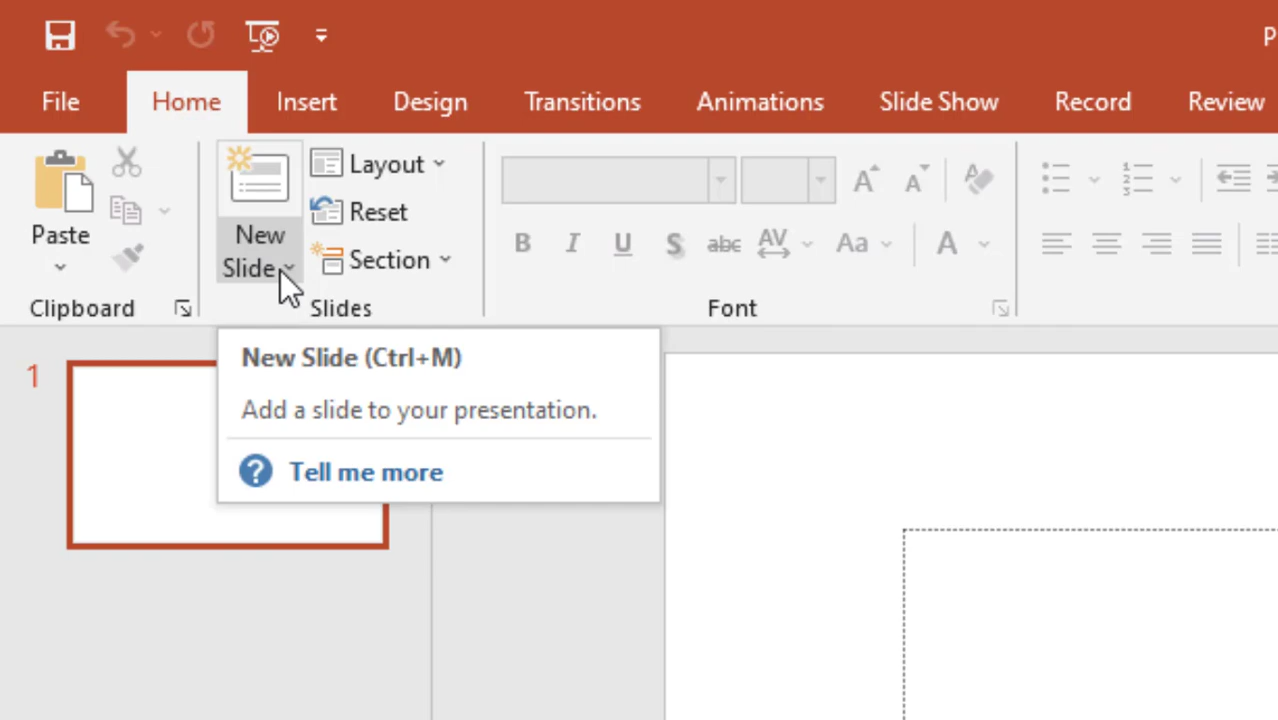 P
File Home Insert Design Transitions Animations Slide Show Record Review
Paste
Clipboard
New
Slide
Layout
Reset
Section
Slides
B I U S abc AV Aa A
Font
1
New Slide (Ctrl+M)
Add a slide to your presentation.
? Tell me more